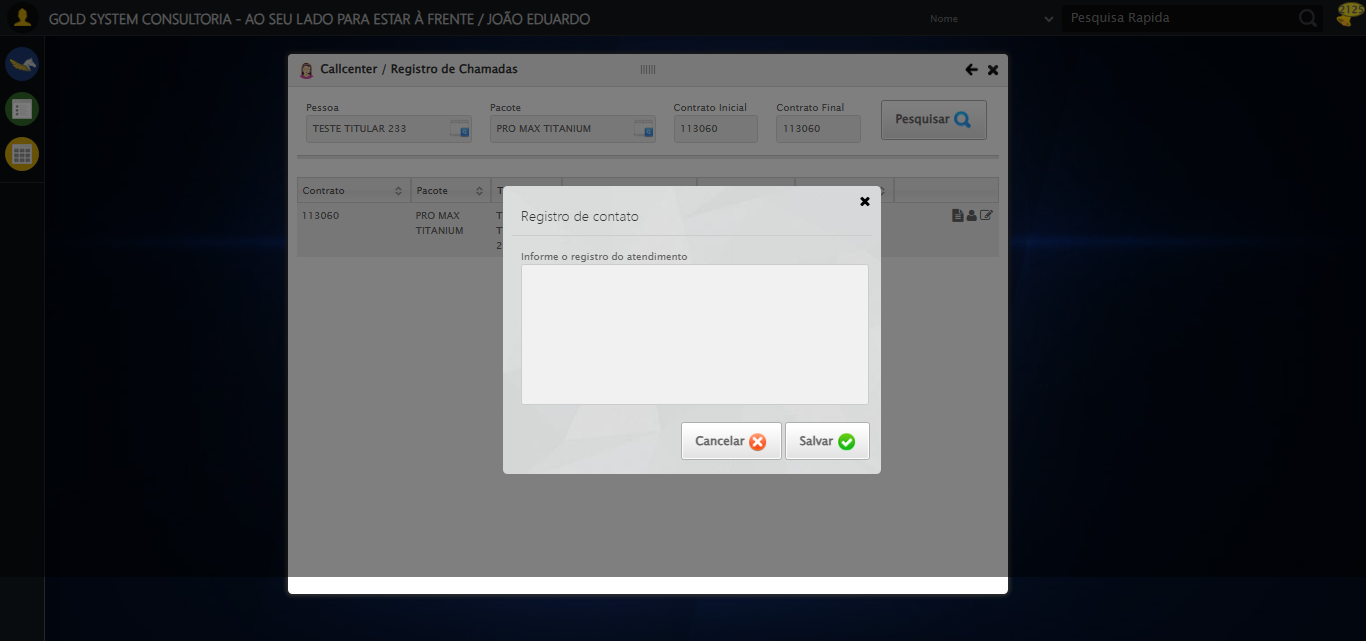 GOLD SYSTEM CONSULTORIA - AO SEU LADO PARA ESTAR À FRENTE / JOÃO EDUARDO
Nome
Pesquisa Rapida
2125
Callcenter / Registro de Chamadas
Pessoa
Pacote
Contrato Inicial
Contrato Final
TESTE TITULAR 233
PRO MAX TITANIUM
113060
113060
Pesquisar
Contrato
Pacote
T
113060
PRO MAX
TITANIUM
T
T
2
Registro de contato
Informe o registro do atendimento
Cancelar
Salvar